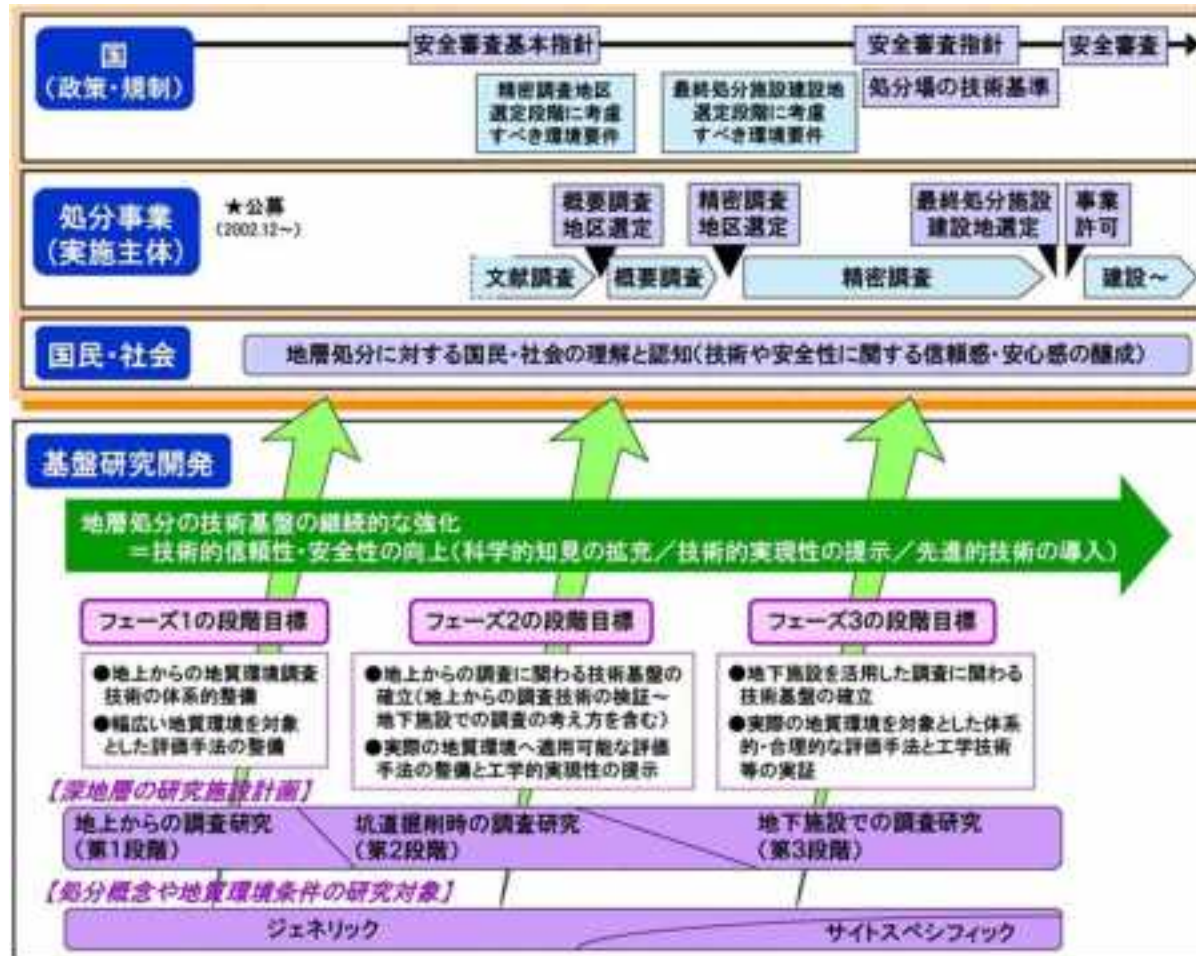 国
(政策・規制)
安全審査基本指針
安全審査指針
安全審査
精密調査地区
選定段階に考慮
すべき環境要件
最終処分施設建設地
選定段階に考慮
すべき環境要件
処分場の技術基準
処分事業
(実施主体)
★公募
(2002.12～)
概要調査
地区選定
精密調査
地区選定
最終処分施設
建設地選定
事業
許可
文献調査
概要調査
精密調査
建設～
国民・社会
地層処分に対する国民・社会の理解と認知(技術や安全性に関する信頼感・安心感の醸成)
基盤研究開発
地層処分の技術基盤の継続的な強化
＝技術的信頼性・安全性の向上(科学的知見の拡充／技術的実現性の提示／先進的技術の導入)
フェーズ1の段階目標
●地上からの地質環境調査
技術の体系的整備
●幅広い地質環境を対象
とした評価手法の整備
フェーズ2の段階目標
●地上からの調査に関わる技術基盤の
確立(地上からの調査技術の検証～
地下施設での調査の考え方を含む)
●実際の地質環境へ適用可能な評価
手法の整備と工学的実現性の提示
フェーズ3の段階目標
●地下施設を活用した調査に関わる
技術基盤の確立
●実際の地質環境を対象とした体系
的・合理的な評価手法と工学技術
等の実証
【深地層の研究施設計画】
地上からの調査研究
(第1段階)
坑道掘削時の調査研究
(第2段階)
地下施設での調査研究
(第3段階)
【処分概念や地質環境条件の研究対象】
ジェネリック
サイトスペシフィック